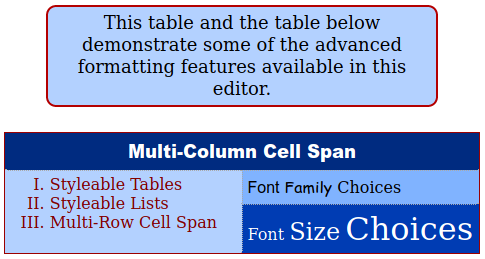 This table and the table below
demonstrate some of the advanced
formatting features available in this
editor.
Multi-Column Cell Span
I. Styleable Tables
II. Styleable Lists
III. Multi-Row Cell Span
Font Family Choices
Font Size Choices